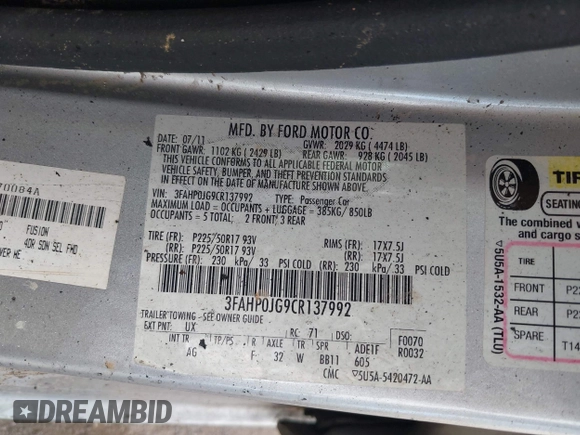 MFD. BY FORD MOTOR CO.
DATE: 07/11 GVWR: 2029 KG ( 4474 LB)
FRONT GAWR: 1102 KG ( 2429 LB) REAR GAWR: 928 KG ( 2045 LB)
THIS VEHICLE CONFORMS TO ALL APPLICABLE FEDERAL MOTOR
VEHICLE SAFETY, BUMPER, AND THEFT PREVENTION STANDARDS
IN EFFECT ON THE DATE OF MANUFACTURE SHOWN ABOVE.
VIN: 3FAHP0JG9CR137992 TYPE: Passenger Car
MAXIMUM LOAD = OCCUPANTS + LUGGAGE = 385KG/ 850LB
OCCUPANTS = 5 TOTAL: 2 FRONT/ 3 REAR
TIRE (FR): P225/50R17 93V RIMS (FR): 17X7.5J
(RR): P225/50R17 93V (RR): 17X7.5J
PRESSURE (FR): 230 kPa/ 33 PSI COLD (RR): 230 kPa/ 33 PSI COLD
3FAHP0JG9CR137992
TRAILER TOWING - SEE OWNER GUIDE
EXT PNT: UX RC: 71 DSO: F0070
INT TR TP/PS R AXLE TR SPR ADE1F R0032
AG F 32 W BB11 605
CMC ▽5U5A-5420472-AA
70084A
FUSION
4DR SDN SEL FWD
TIR
SEATING
The combined w
and cargo s
TIRE
FRONT P2
REAR P2
SPARE T14
▽5U5A-1532-AA (TLU)
DREAMBID